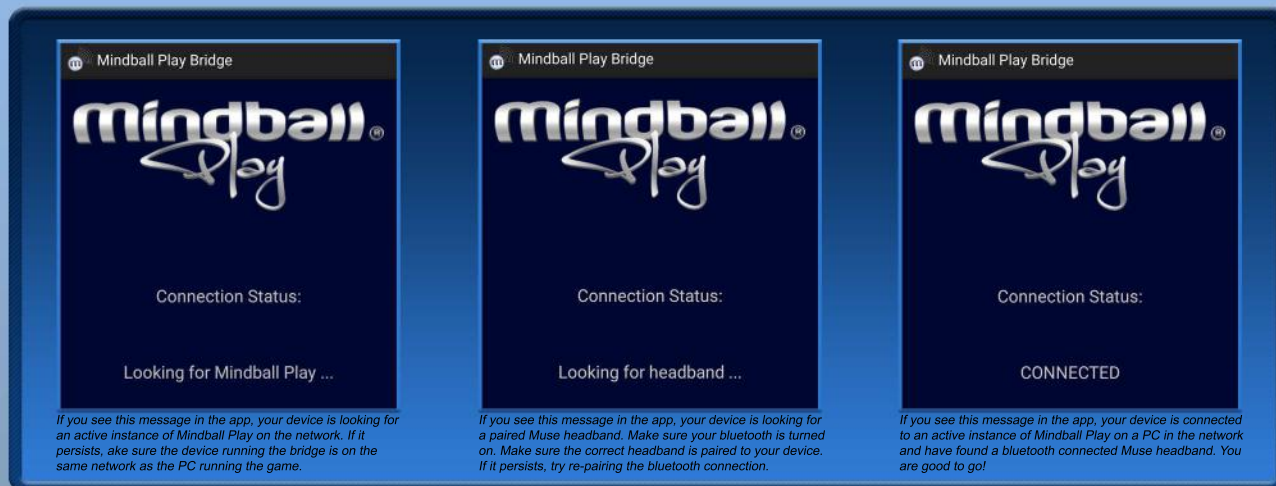 Mindball Play Bridge
mindball®
Play
Connection Status:
Looking for Mindball Play ...
If you see this message in the app, your device is looking for
an active instance of Mindball Play on the network. If it
persists, ake sure the device running the bridge is on the
same network as the PC running the game.
Mindball Play Bridge
mindball®
Play
Connection Status:
Looking for headband ...
If you see this message in the app, your device is looking for
a paired Muse headband. Make sure your bluetooth is turned
on. Make sure the correct headband is paired to your device.
If it persists, try re-pairing the bluetooth connection.
Mindball Play Bridge
mindball®
Play
Connection Status:
CONNECTED
If you see this message in the app, your device is connected
to an active instance of Mindball Play on a PC in the network
and have found a bluetooth connected Muse headband. You
are good to go!